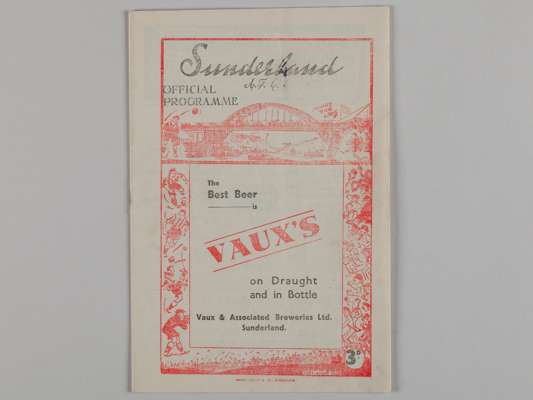 Sunderland
A.F.C.
OFFICIAL
PROGRAMME
The
Best Beer
is
VAUX'S
on Draught
and in Bottle
Vaux & Associated Breweries Ltd.
Sunderland.
3D